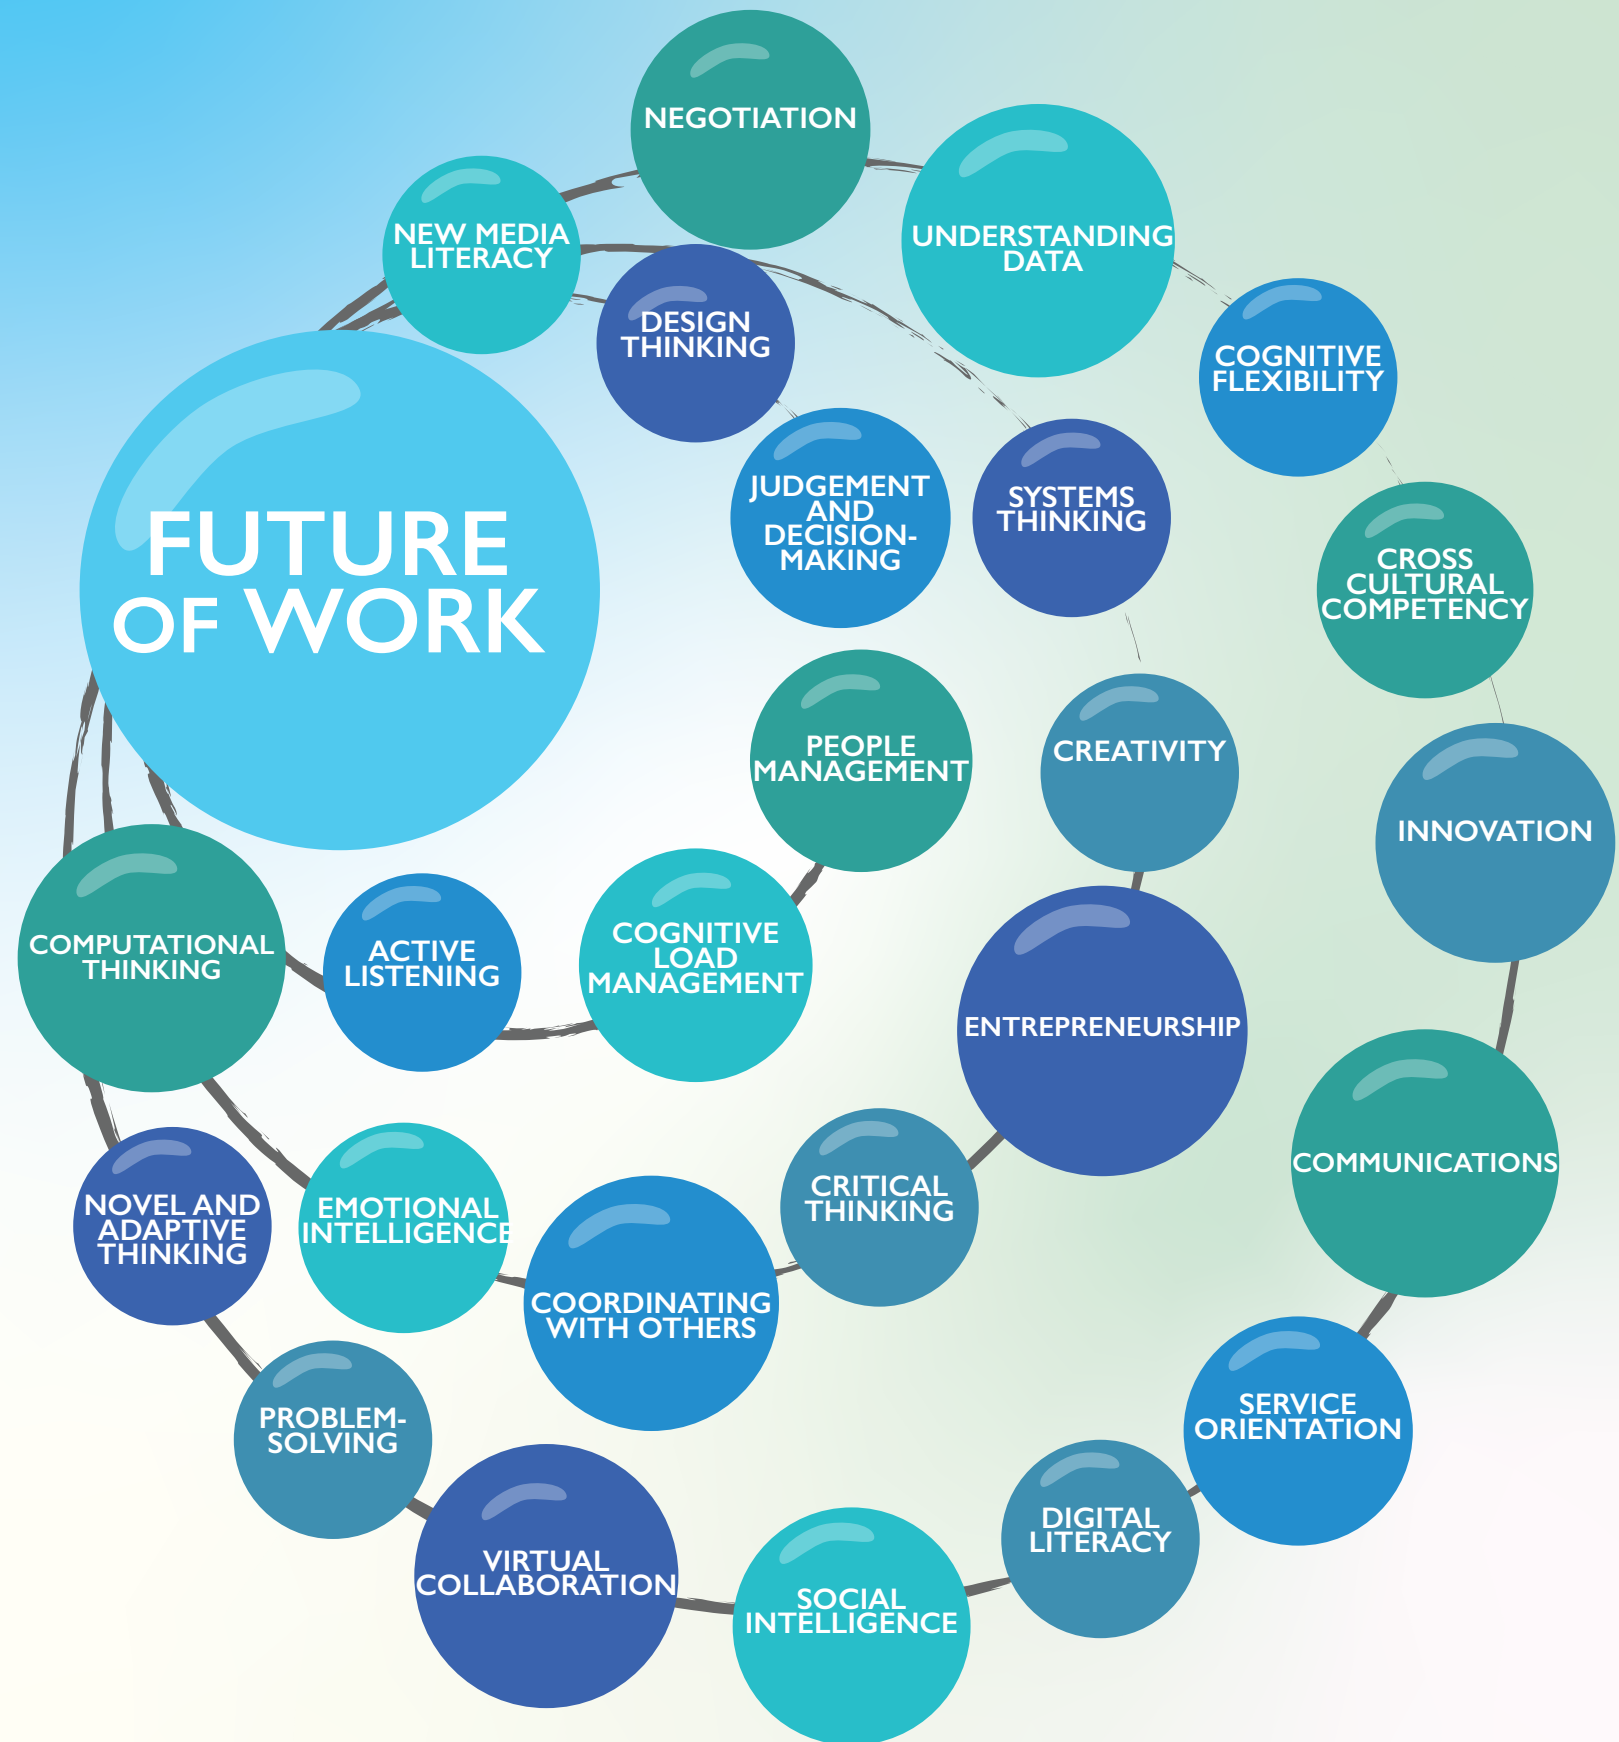 NEGOTIATION
NEW MEDIA
LITERACY
UNDERSTANDING
DATA
DESIGN
THINKING
COGNITIVE
FLEXIBILITY
FUTURE
OF WORK
JUDGEMENT
AND
DECISION-
MAKING
SYSTEMS
THINKING
CROSS
CULTURAL
COMPETENCY
PEOPLE
MANAGEMENT
CREATIVITY
INNOVATION
COMPUTATIONAL
THINKING
ACTIVE
LISTENING
COGNITIVE
LOAD
MANAGEMENT
ENTREPRENEURSHIP
COMMUNICATIONS
NOVEL AND
ADAPTIVE
THINKING
EMOTIONAL
INTELLIGENCE
CRITICAL
THINKING
COORDINATING
WITH OTHERS
PROBLEM-
SOLVING
SERVICE
ORIENTATION
VIRTUAL
COLLABORATION
DIGITAL
LITERACY
SOCIAL
INTELLIGENCE